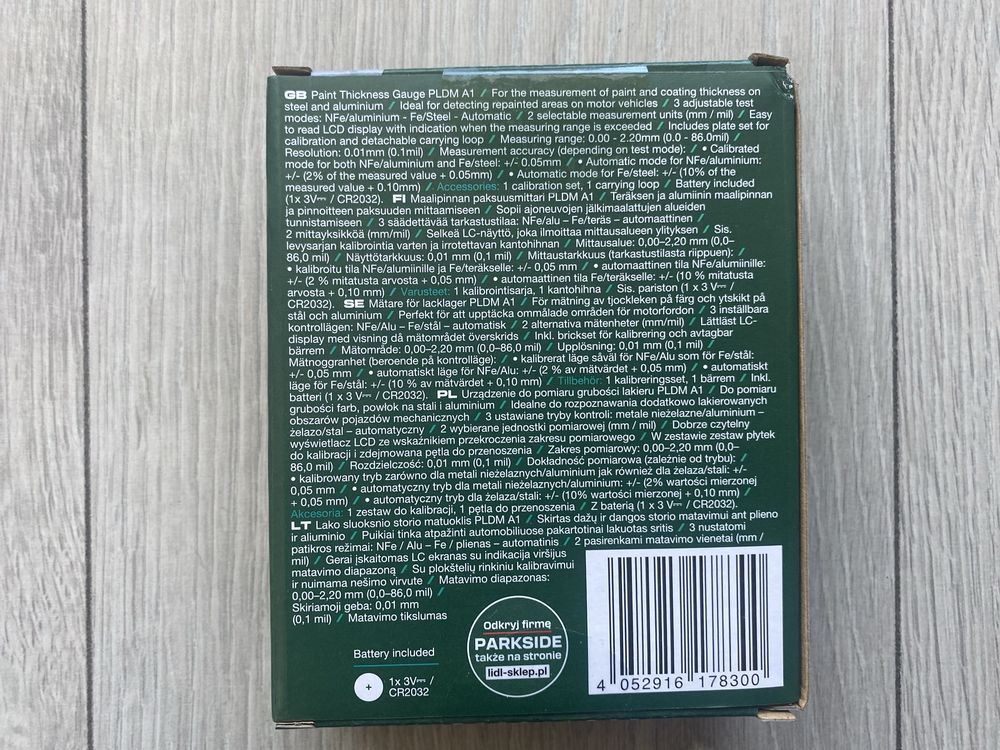 GB Paint Thickness Gauge PLDM A1 / For the measurement of paint and coating thickness on
steel and aluminium / Ideal for detecting repainted areas on motor vehicles / 3 adjustable test
modes: NFe/aluminium - Fe/Steel - Automatic / 2 selectable measurement units (mm / mil) / Easy
to read LCD display with indication when the measuring range is exceeded / Includes plate set for
calibration and detachable carrying loop / Measuring range: 0.00 - 2.20mm (0.0 - 86.0mil) /
Resolution: 0.01mm (0.1mil) / Measurement accuracy (depending on test mode): / • Calibrated
mode for both NFe/aluminium and Fe/steel: +/- 0.05mm / • Automatic mode for NFe/aluminium:
+/- (2% of the measured value + 0.05mm) / • Automatic mode for Fe/steel: +/- (10% of the
measured value + 0.10mm) / Accessories: 1 calibration set, 1 carrying loop / Battery included
(1x 3V⎓ / CR2032). FI Maalipinnan paksuusmittari PLDM A1 / Teräksen ja alumiinin maalipinnan
ja pinnoitteen paksuuden mittaamiseen / Sopii ajoneuvojen jälkimaalattujen alueiden
tunnistamiseen / 3 säädettävää tarkastustilaa: NFe/alu – Fe/teräs – automaattinen /
2 mittayksikköä (mm/mil) / Selkeä LC-näyttö, joka ilmoittaa mittausalueen ylityksen / Sis.
levysarjan kalibrointia varten ja irrotettavan kantohihnan / Mittausalue: 0,00–2,20 mm (0,0–
86,0 mil) / Näyttötarkkuus: 0,01 mm (0,1 mil) / Mittaustarkkuus (tarkastustilasta riippuen): /
• kalibroitu tila NFe/alumiinille ja Fe/teräkselle: +/- 0,05 mm / • automaattinen tila NFe/alumiinille:
+/- (2 % mitatusta arvosta + 0,05 mm) / • automaattinen tila Fe/teräkselle: +/- (10 % mitatusta
arvosta + 0,10 mm) / Varusteet: 1 kalibrointisarja, 1 kantohihna / Sis. pariston (1 x 3 V⎓ /
CR2032). SE Mätare för lacklager PLDM A1 / För mätning av tjockleken på färg och ytskikt på
stål och aluminium / Perfekt för att upptäcka ommålade områden för motorfordon / 3 inställbara
kontrollägen: NFe/Alu – Fe/stål – automatisk / 2 alternativa mätenheter (mm/mil) / Lättläst LC-
display med visning då mätområdet överskrids / Inkl. brickset för kalibrering och avtagbar
bärrem / Mätområde: 0,00–2,20 mm (0,0–86,0 mil) / Upplösning: 0,01 mm (0,1 mil) /
Mätnoggranhet (beroende på kontrolläge): / • kalibrerat läge såväl för NFe/Alu som för Fe/stål:
+/- 0,05 mm / • automatiskt läge för NFe/Alu: +/- (2 % av mätvärdet + 0,05 mm) / • automatiskt
läge för Fe/stål: +/- (10 % av mätvärdet + 0,10 mm) / Tillbehör: 1 kalibreringsset, 1 bärrem / Inkl.
batteri (1 x 3 V⎓ / CR2032). PL Urządzenie do pomiaru grubości lakieru PLDM A1 / Do pomiaru
grubości farb, powłok na stali i aluminium / Idealne do rozpoznawania dodatkowo lakierowanych
obszarów pojazdów mechanicznych / 3 ustawiane tryby kontroli: metale nieżelazne/aluminium –
żelazo/stal – automatyczny / 2 wybierane jednostki pomiarowej (mm / mil) / Dobrze czytelny
wyświetlacz LCD ze wskaźnikiem przekroczenia zakresu pomiarowego / W zestawie zestaw płytek
do kalibracji i zdejmowana pętla do przenoszenia / Zakres pomiarowy: 0,00–2,20 mm (0,0–
86,0 mil) / Rozdzielczość: 0,01 mm (0,1 mil) / Dokładność pomiarowa (zależnie od trybu): /
• kalibrowany tryb zarówno dla metali nieżelaznych/aluminium jak również dla żelaza/stali: +/-
0,05 mm / • automatyczny tryb dla metali nieżelaznych/aluminium: +/- (2% wartości mierzonej
+ 0,05 mm) / • automatyczny tryb dla żelaza/stali: +/- (10% wartości mierzonej + 0,10 mm) /
Akcesoria: 1 zestaw do kalibracji, 1 pętla do przenoszenia / Z baterią (1 x 3 V⎓ / CR2032).
LT Lako sluoksnio storio matuoklis PLDM A1 / Skirtas dažų ir dangos storio matavimui ant plieno
ir aliuminio / Puikiai tinka atpažinti automobiliuose pakartotinai lakuotas sritis / 3 nustatomi
patikros režimai: NFe / Alu – Fe / plienas – automatinis / 2 pasirenkami matavimo vienetai (mm /
mil) / Gerai įskaitomas LC ekranas su indikacija viršijus
matavimo diapazoną / Su plokštelių rinkiniu kalibravimui
ir nuimama nešimo virvute / Matavimo diapazonas:
0,00–2,20 mm (0,0–86,0 mil) /
Skiriamoji geba: 0,01 mm
(0,1 mil) / Matavimo tikslumas
Battery included
1x 3V⎓ /
CR2032
Odkryj firmę
PARKSIDE
także na stronie
lidl-sklep.pl
4 052916 178300